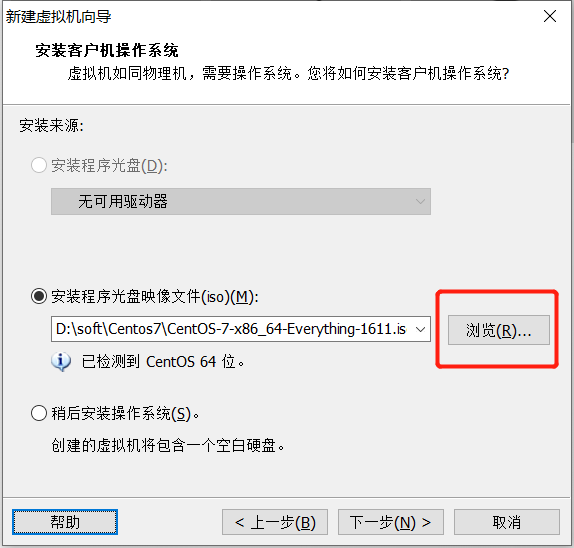 新建虚拟机向导
安装客户机操作系统
虚拟机如同物理机，需要操作系统。您将如何安装客户机操作系统?
安装来源:
安装程序光盘(D):
无可用驱动器
安装程序光盘映像文件(iso)(M):
D:\soft\Centos7\CentOS-7-x86_64-Everything-1611.is
浏览(R)...
已检测到 CentOS 64 位。
稍后安装操作系统(S)。
创建的虚拟机将包含一个空白硬盘。
帮助
< 上一步(B)
下一步(N) >
取消